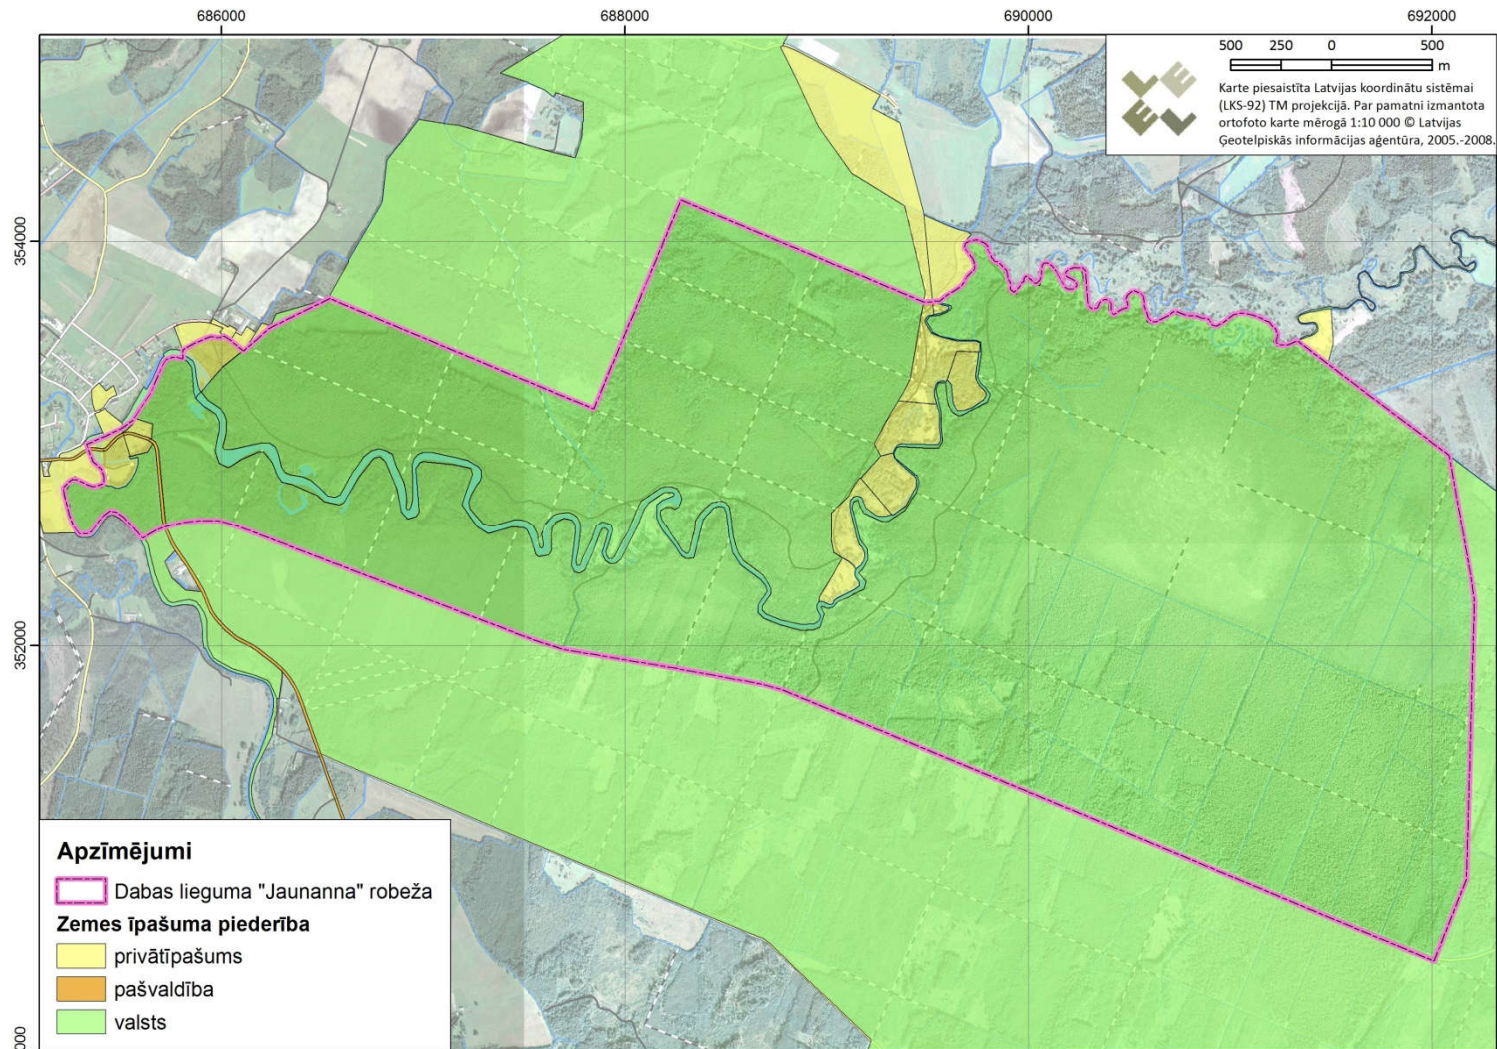 686000 688000 690000 692000
500 250 0 500
m
Karte piesaistīta Latvijas koordinātu sistēmai
(LKS-92) TM projekcijā. Par pamatni izmantota
ortofoto karte mērogā 1:10 000 © Latvijas
Ģeotelpiskās informācijas aģentūra, 2005.-2008.
354000
352000
Apzīmējumi
Dabas lieguma "Jaunanna" robeža
Zemes īpašuma piederība
privātīpašums
pašvaldība
valsts